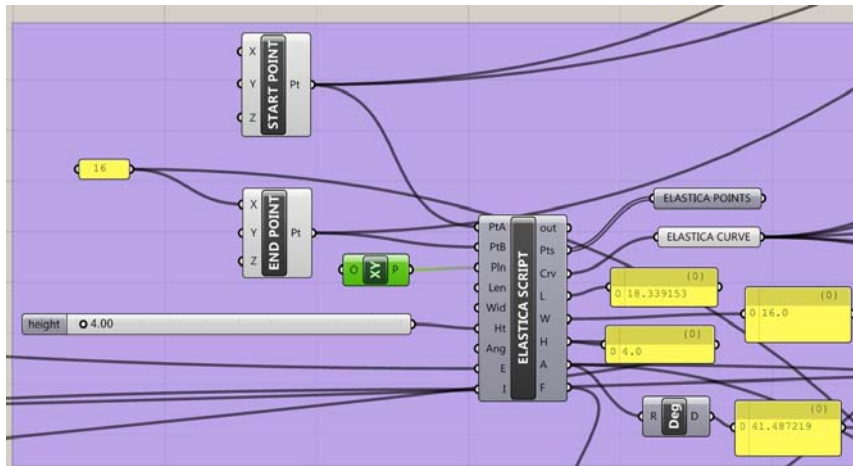 X
Y
Z
START POINT
Pt
16
X
Y
Z
END POINT
Pt
O
XY
P
height
4.00
PtA
PtB
Pln
Len
Wid
Ht
Ang
E
I
ELASTICA SCRIPT
out
Pts
Crv
L
W
H
A
F
ELASTICA POINTS
ELASTICA CURVE
{0}
0 18.339153
{0}
0 16.0
{0}
0 4.0
R
Deg
D
{0}
0 41.487219